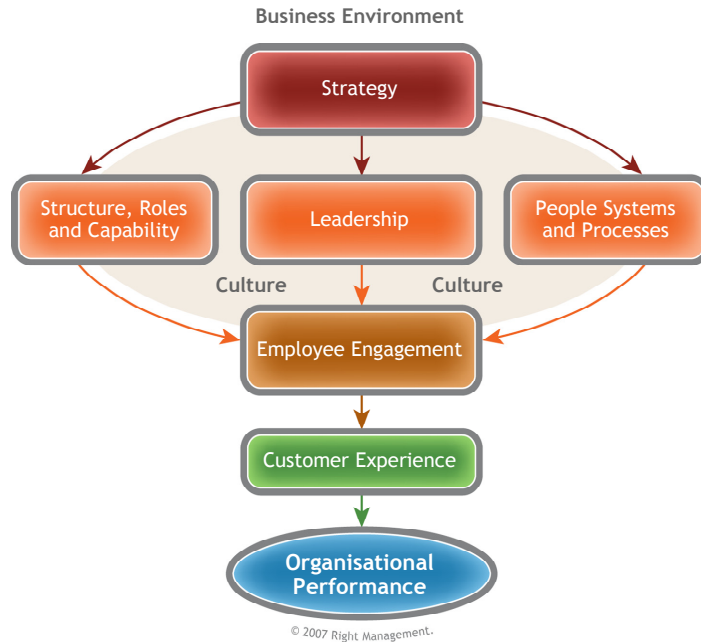 Business Environment
Strategy
Structure, Roles
and Capability
Leadership
People Systems
and Processes
Culture
Culture
Employee Engagement
Customer Experience
Organisational
Performance
© 2007 Right Management.